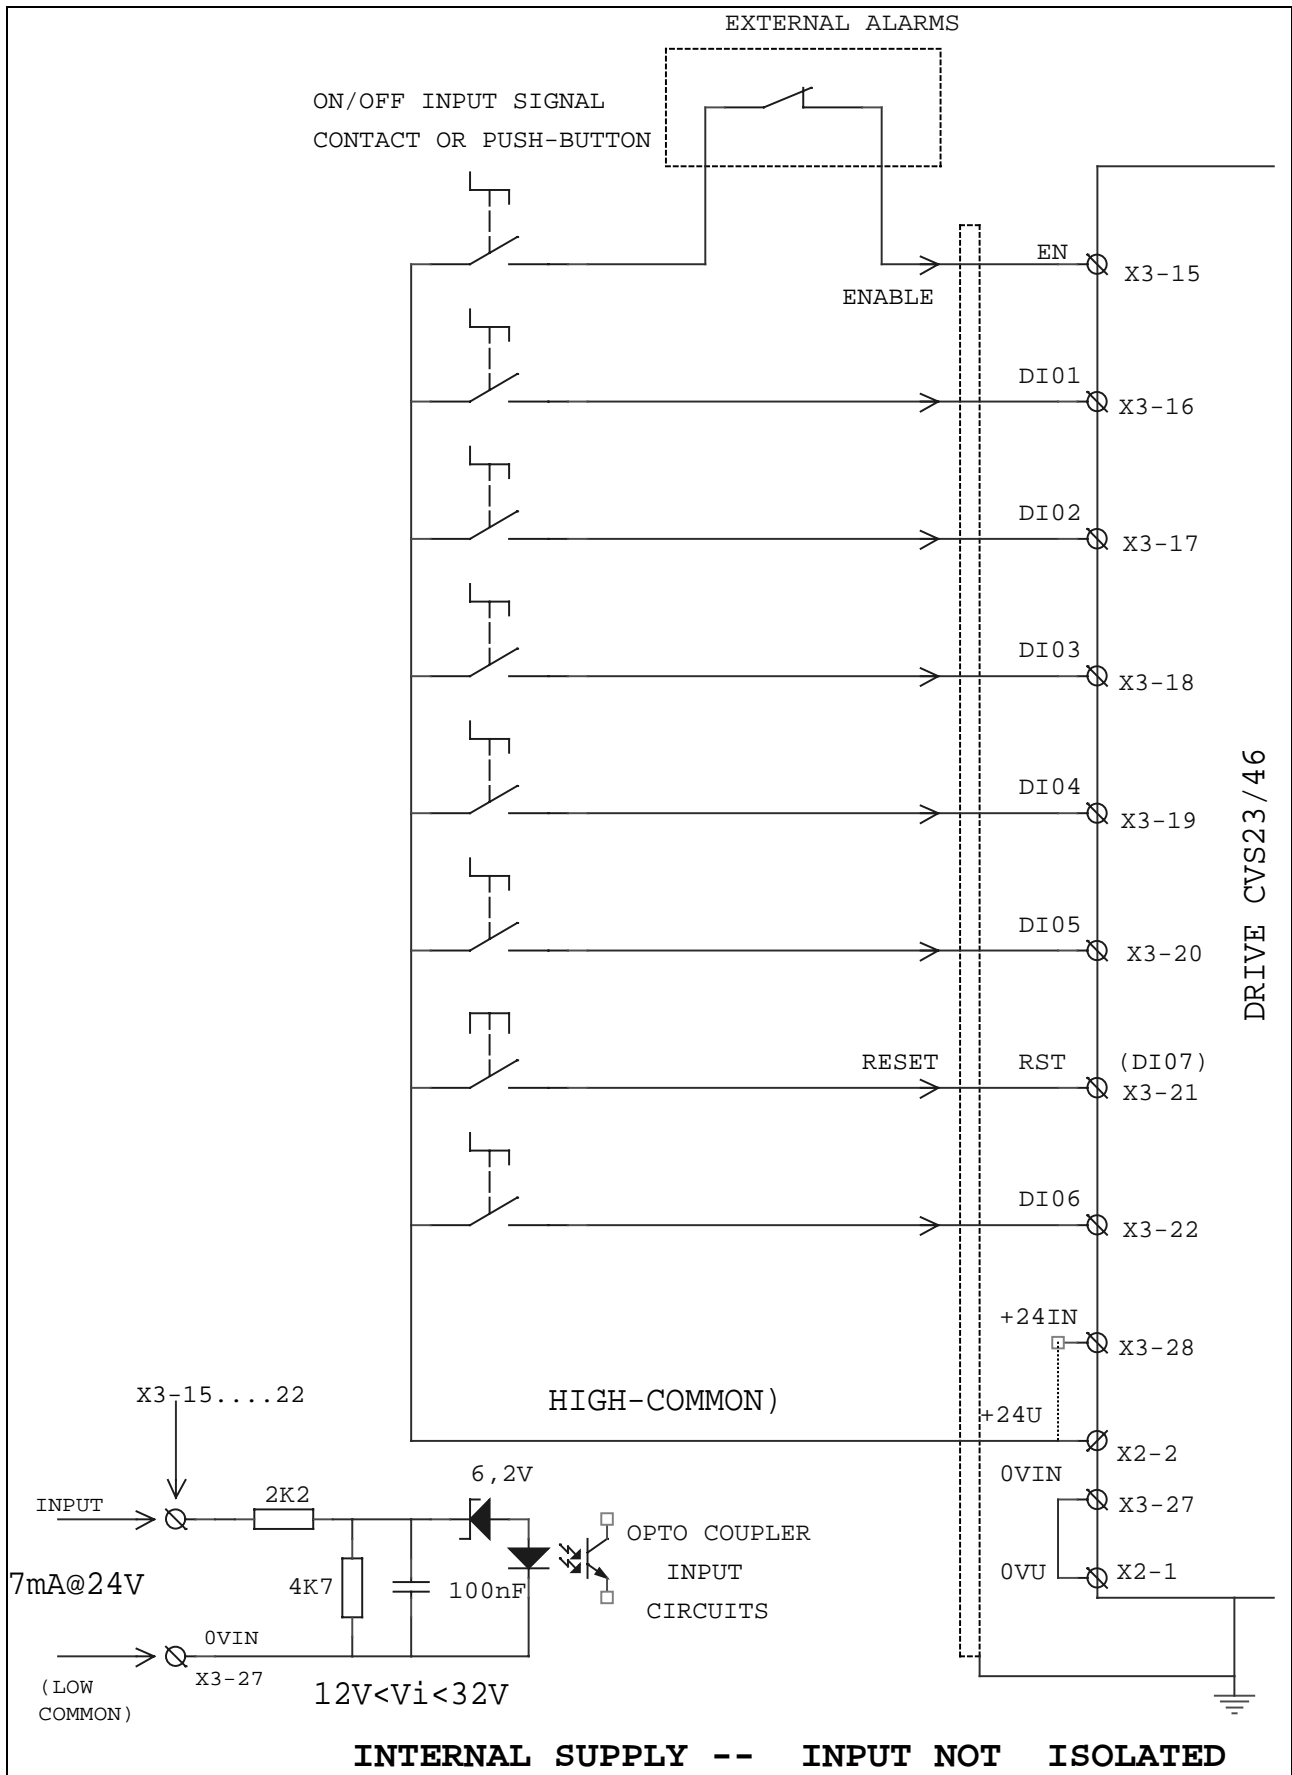 EXTERNAL ALARMS
ON/OFF INPUT SIGNAL
CONTACT OR PUSH-BUTTON
EN
X3-15
ENABLE
DI01
X3-16
DI02
X3-17
DI03
X3-18
DI04
X3-19
DI05
X3-20
DRIVE CVS23/46
RESET
RST
(DI07)
X3-21
DI06
X3-22
+24IN
X3-28
X3-15....22
HIGH-COMMON)
+24U
X2-2
0VIN
X3-27
0VU
X2-1
INPUT
2K2
6,2V
OPTO COUPLER
INPUT
CIRCUITS
7mA@24V
4K7
100nF
0VIN
X3-27
(LOW
COMMON)
12V<Vi<32V
INTERNAL SUPPLY -- INPUT NOT ISOLATED